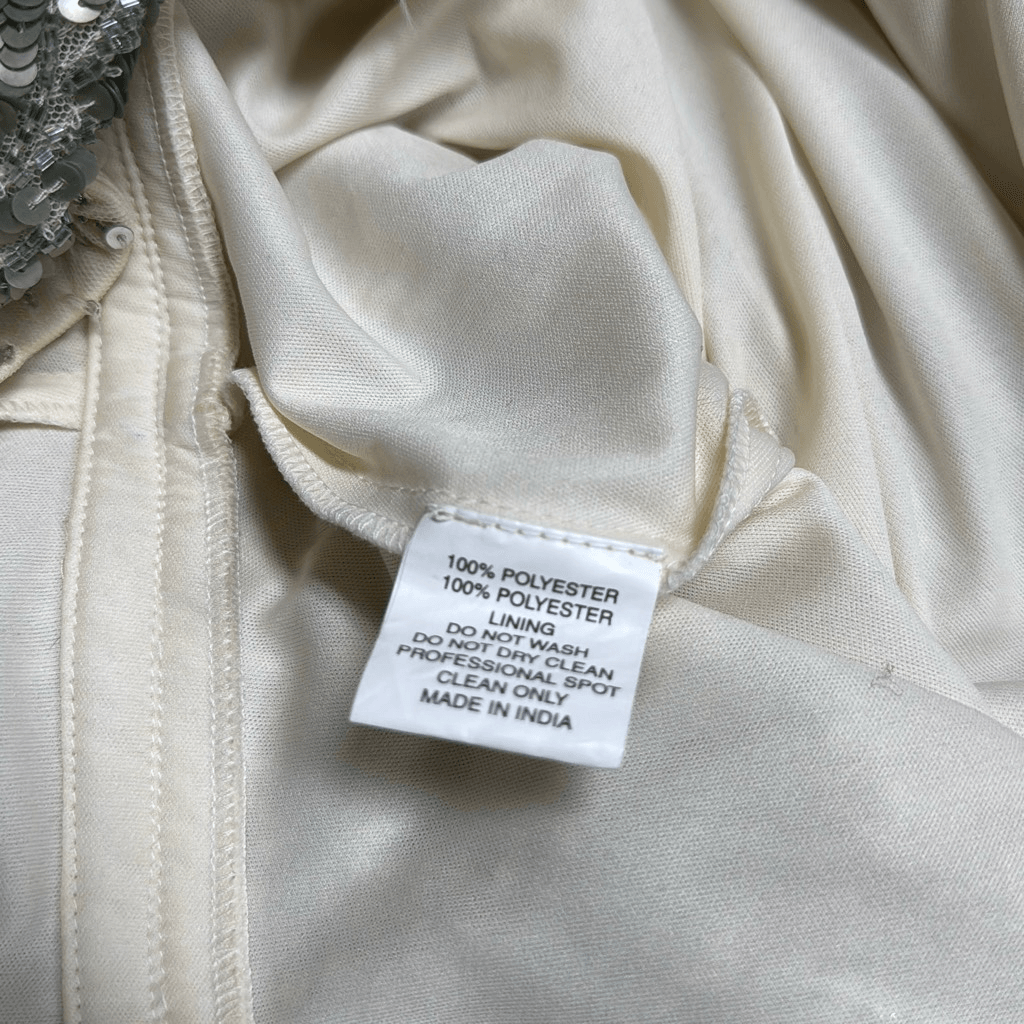 100% POLYESTER
100% POLYESTER
LINING
DO NOT WASH
DO NOT DRY CLEAN
PROFESSIONAL SPOT
CLEAN ONLY
MADE IN INDIA